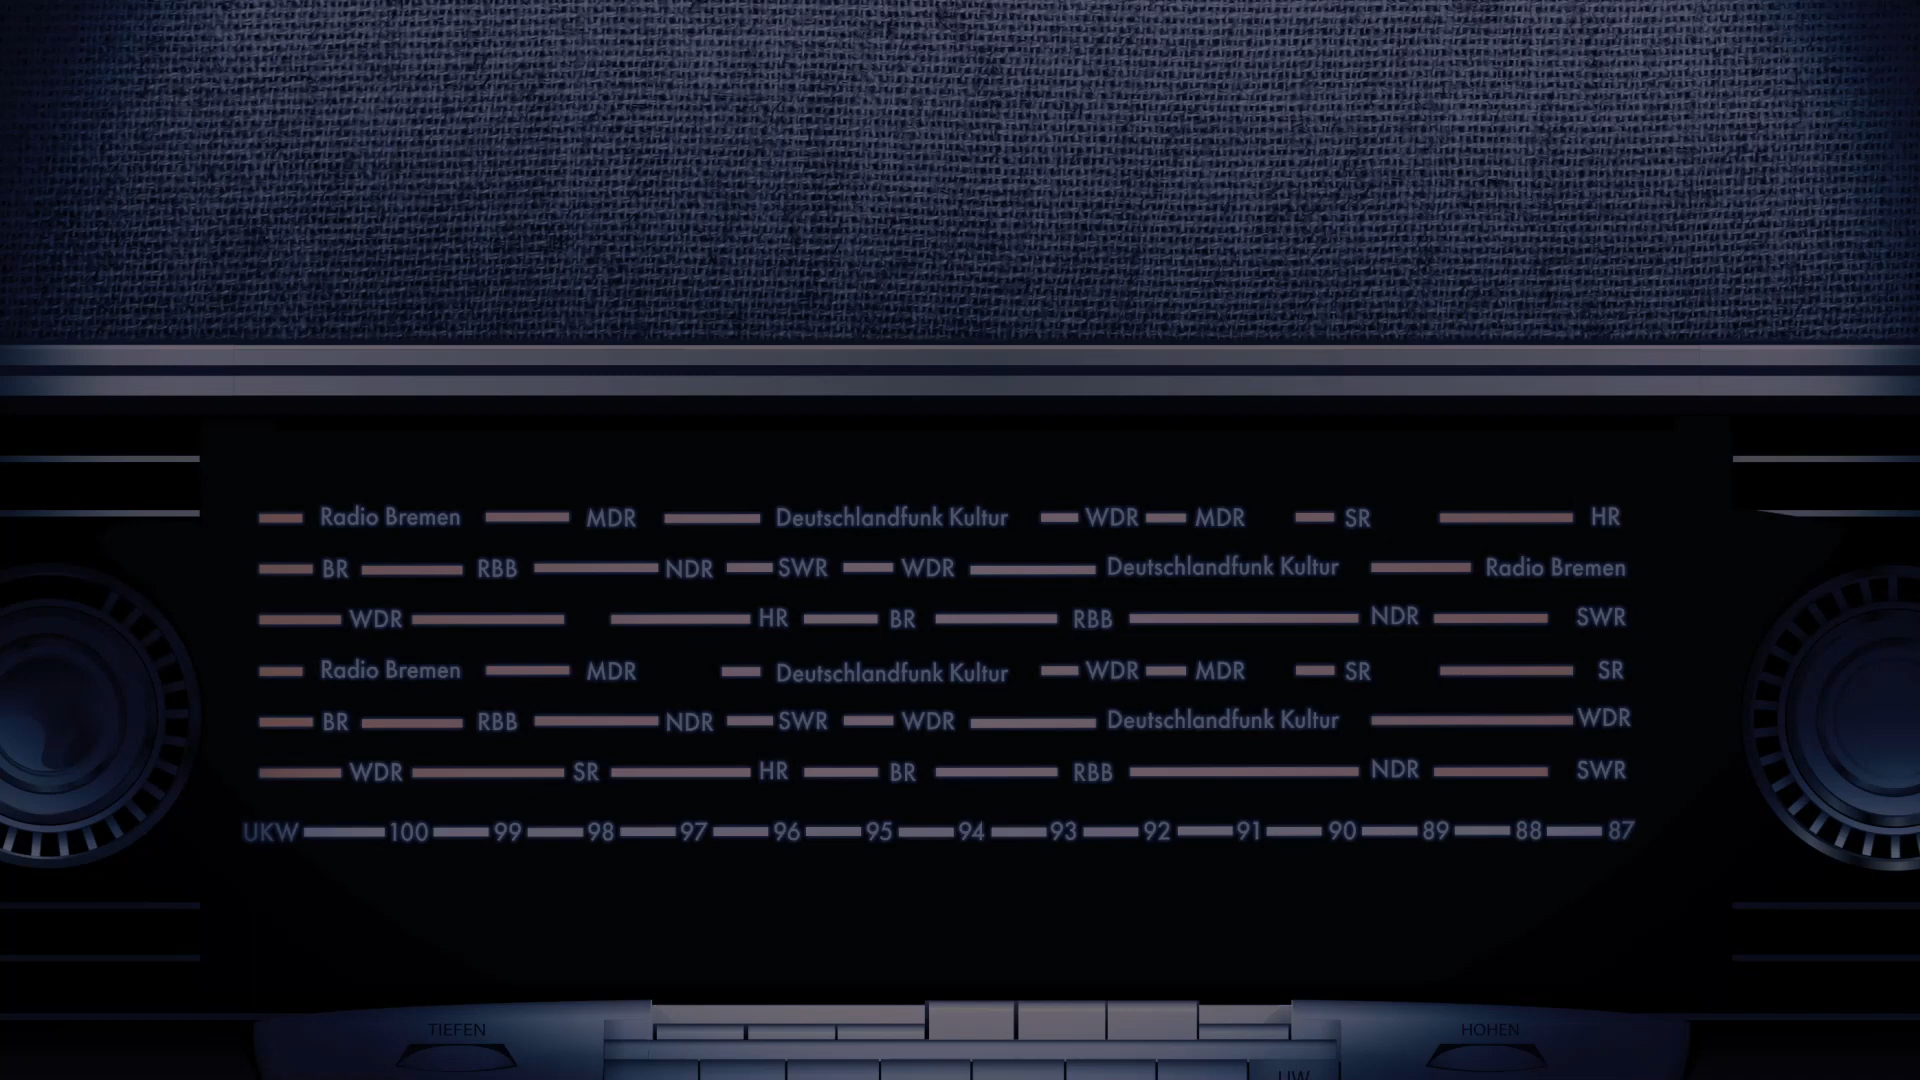 Radio Bremen MDR Deutschlandfunk Kultur WDR MDR SR HR
BR RBB NDR SWR WDR Deutschlandfunk Kultur Radio Bremen
WDR HR BR RBB NDR SWR
Radio Bremen MDR Deutschlandfunk Kultur WDR MDR SR SR
BR RBB NDR SWR WDR Deutschlandfunk Kultur WDR
WDR SR HR BR RBB NDR SWR
UKW 100 99 98 97 96 95 94 93 92 91 90 89 88 87
TIEFEN HOHEN